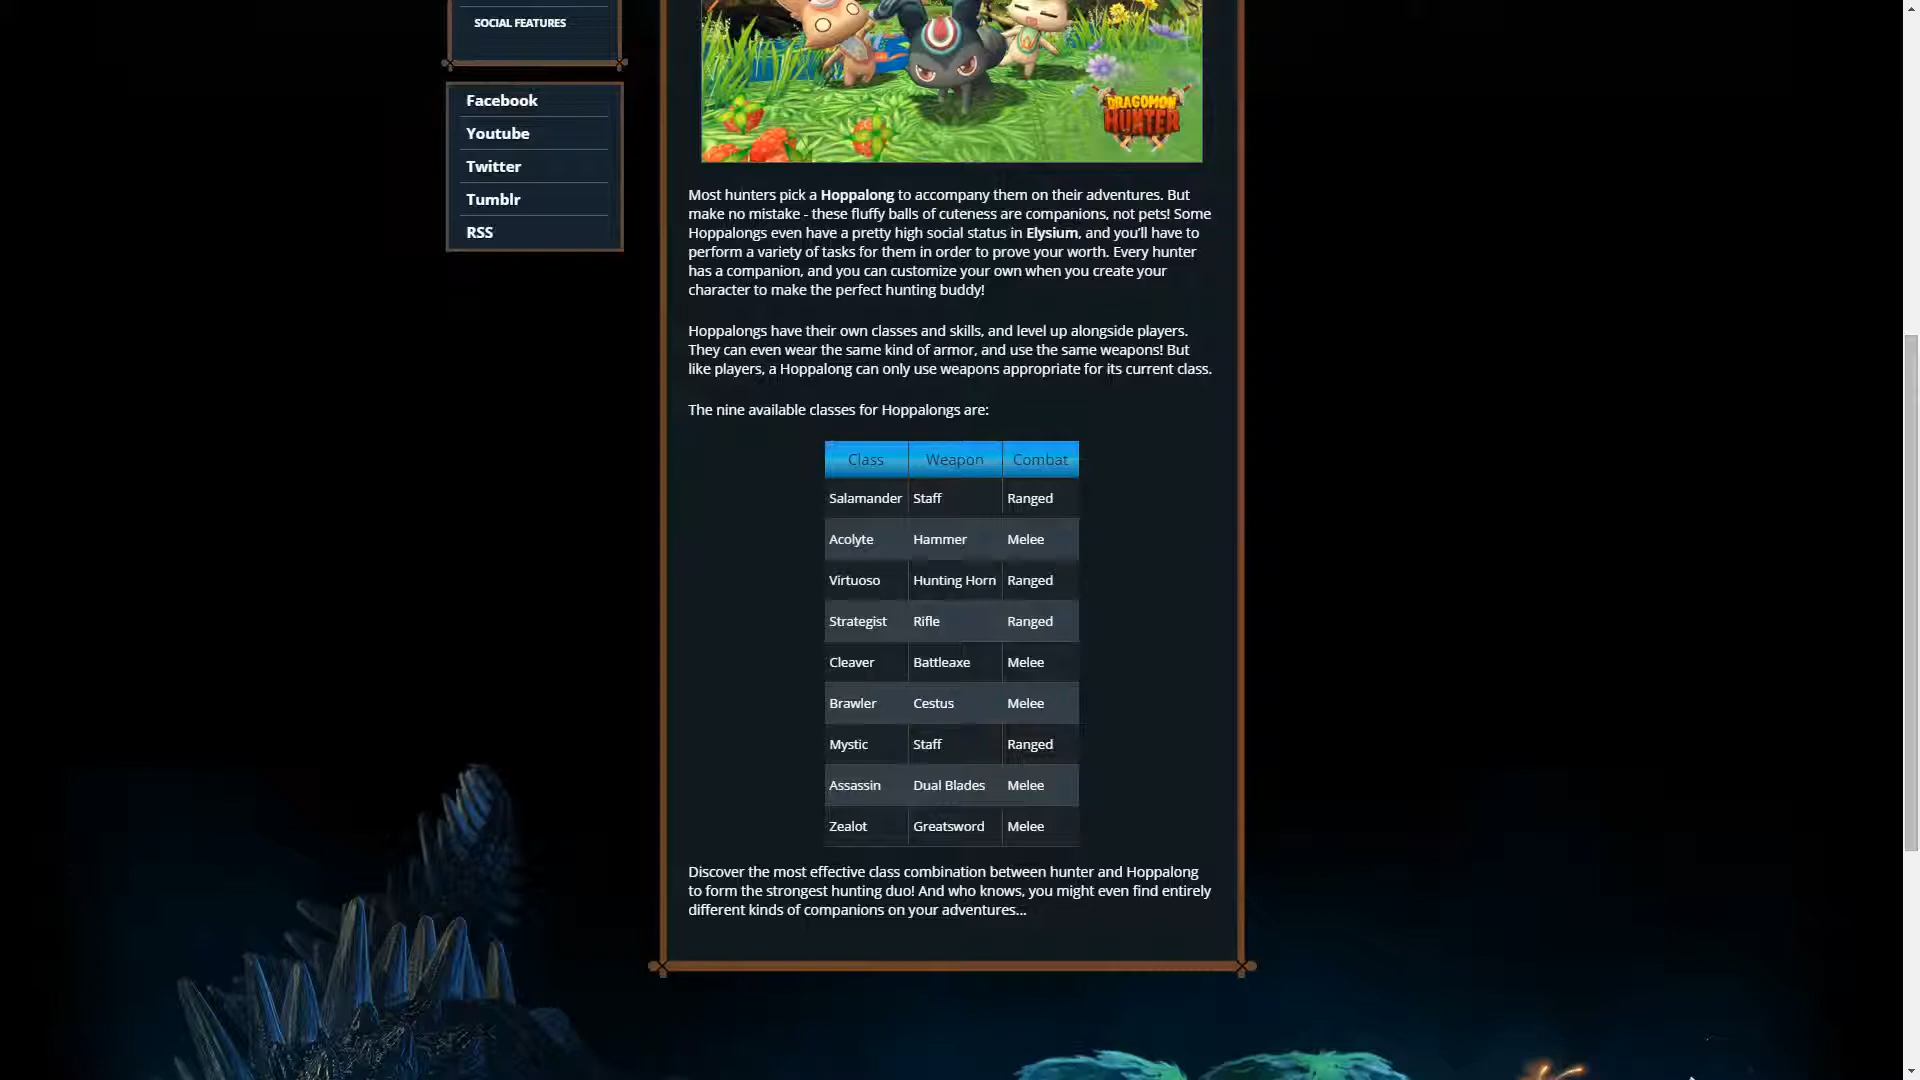 SOCIAL FEATURES
Facebook
Youtube
Twitter
Tumblr
RSS
DRAGOMON
HUNTER
Most hunters pick a Hoppalong to accompany them on their adventures. But
make no mistake - these fluffy balls of cuteness are companions, not pets! Some
Hoppalongs even have a pretty high social status in Elysium, and you’ll have to
perform a variety of tasks for them in order to prove your worth. Every hunter
has a companion, and you can customize your own when you create your
character to make the perfect hunting buddy!
Hoppalongs have their own classes and skills, and level up alongside players.
They can even wear the same kind of armor, and use the same weapons! But
like players, a Hoppalong can only use weapons appropriate for its current class.
The nine available classes for Hoppalongs are:
Class Weapon Combat
Salamander Staff Ranged
Acolyte Hammer Melee
Virtuoso Hunting Horn Ranged
Strategist Rifle Ranged
Cleaver Battleaxe Melee
Brawler Cestus Melee
Mystic Staff Ranged
Assassin Dual Blades Melee
Zealot Greatsword Melee
Discover the most effective class combination between hunter and Hoppalong
to form the strongest hunting duo! And who knows, you might even find entirely
different kinds of companions on your adventures...